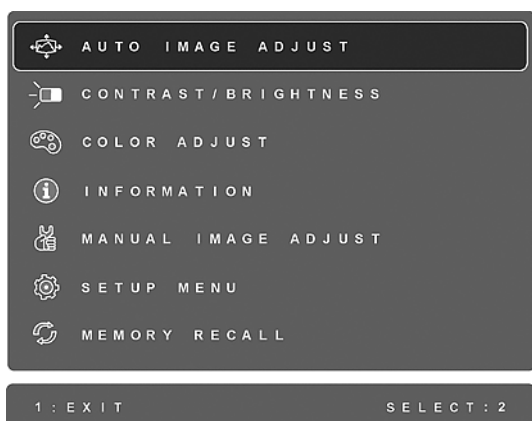 AUTO IMAGE ADJUST
CONTRAST/BRIGHTNESS
COLOR ADJUST
INFORMATION
MANUAL IMAGE ADJUST
SETUP MENU
MEMORY RECALL
1:EXIT SELECT:2